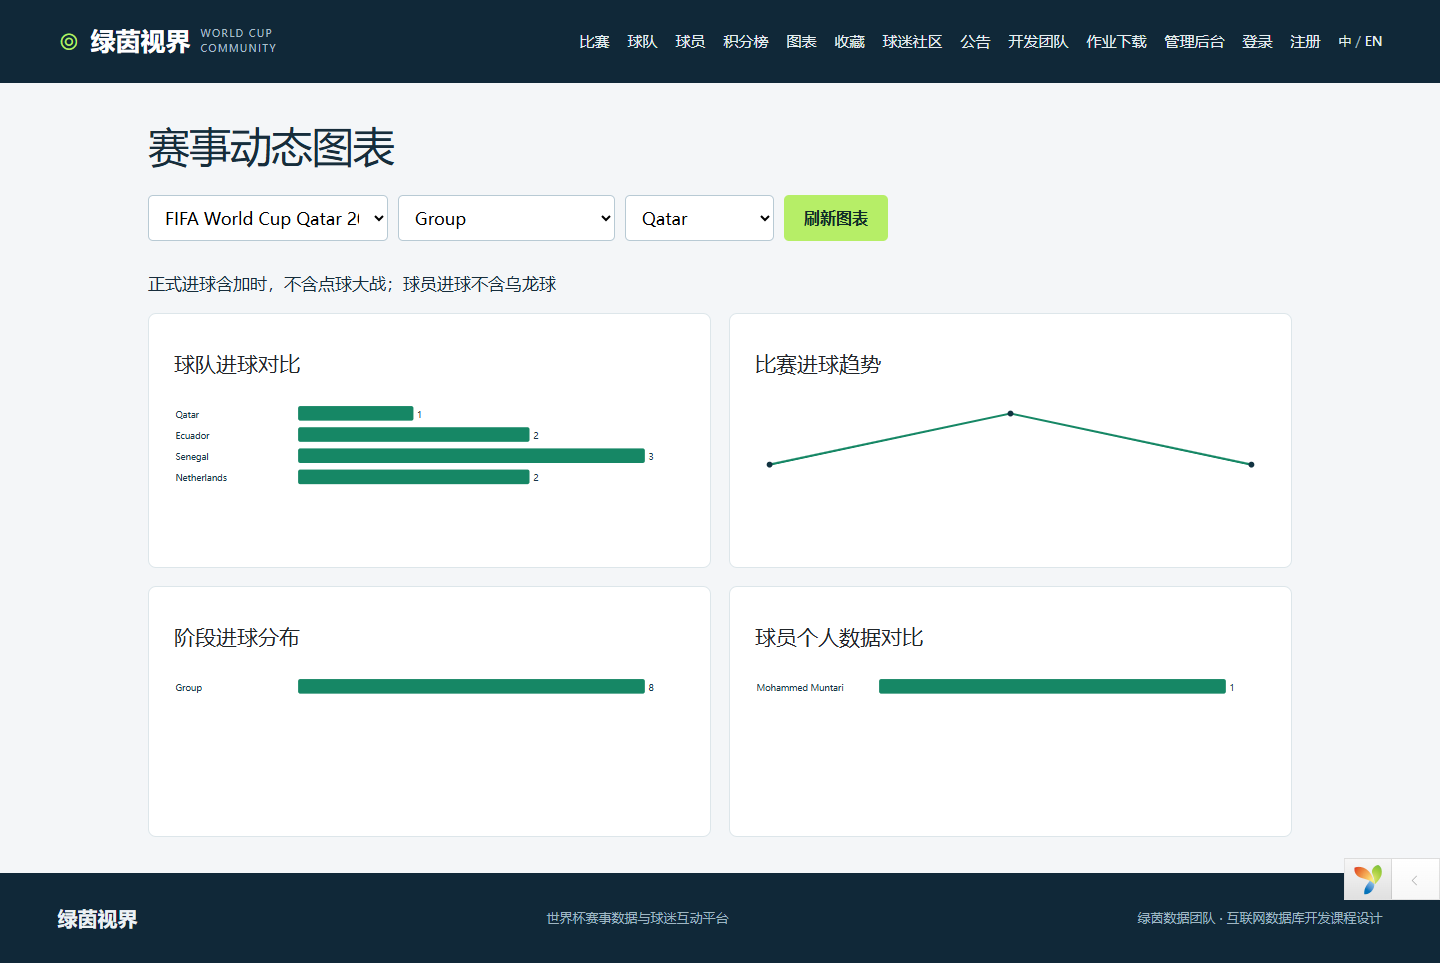 绿茵视界
WORLD CUP
COMMUNITY
比赛 球队 球员 积分榜 图表 收藏 球迷社区 公告 开发团队 作业下载 管理后台 登录 注册 中 / EN
赛事动态图表
FIFA World Cup Qatar 20
Group
Qatar
刷新图表
正式进球含加时，不含点球大战；球员进球不含乌龙球
球队进球对比
Qatar 1
Ecuador 2
Senegal 3
Netherlands 2
比赛进球趋势
阶段进球分布
Group 8
球员个人数据对比
Mohammed Muntari 1
绿茵视界
世界杯赛事数据与球迷互动平台
绿茵数据团队 · 互联网数据库开发课程设计